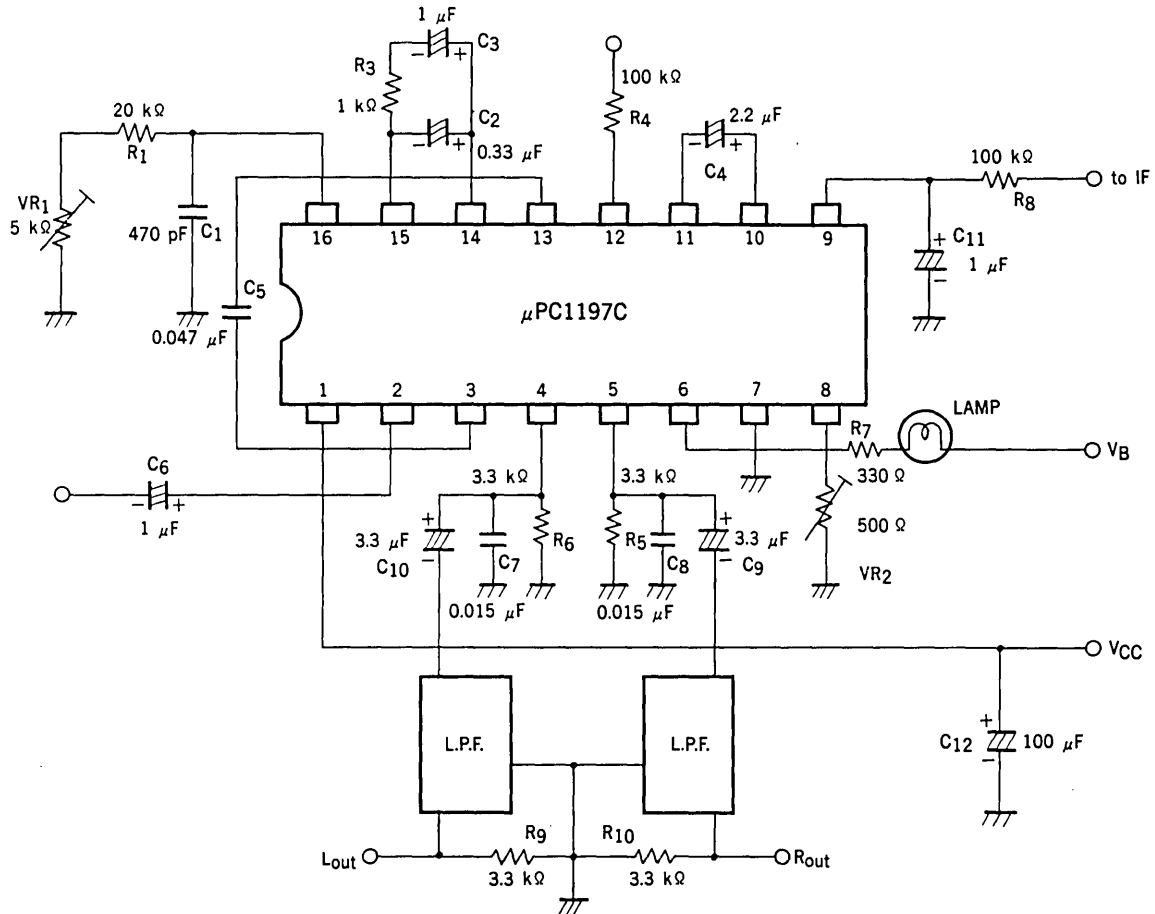 1 μF
C3
R3
1 kΩ
C2
0.33 μF
100 kΩ
R4
2.2 μF
C4
20 kΩ
R1
VR1
5 kΩ
470 pF
C1
100 kΩ
R8
to IF
C11
1 μF
16 15 14 13 12 11 10 9
C5
0.047 μF
μPC1197C
1 2 3 4 5 6 7 8
LAMP
R7
330 Ω
VB
C6
1 μF
3.3 kΩ
3.3 kΩ
3.3 μF
C10
C7
R6
R5
C8
3.3 μF
C9
500 Ω
VR2
0.015 μF
0.015 μF
VCC
L.P.F.
L.P.F.
C12
100 μF
Lout
R9
3.3 kΩ
R10
3.3 kΩ
Rout